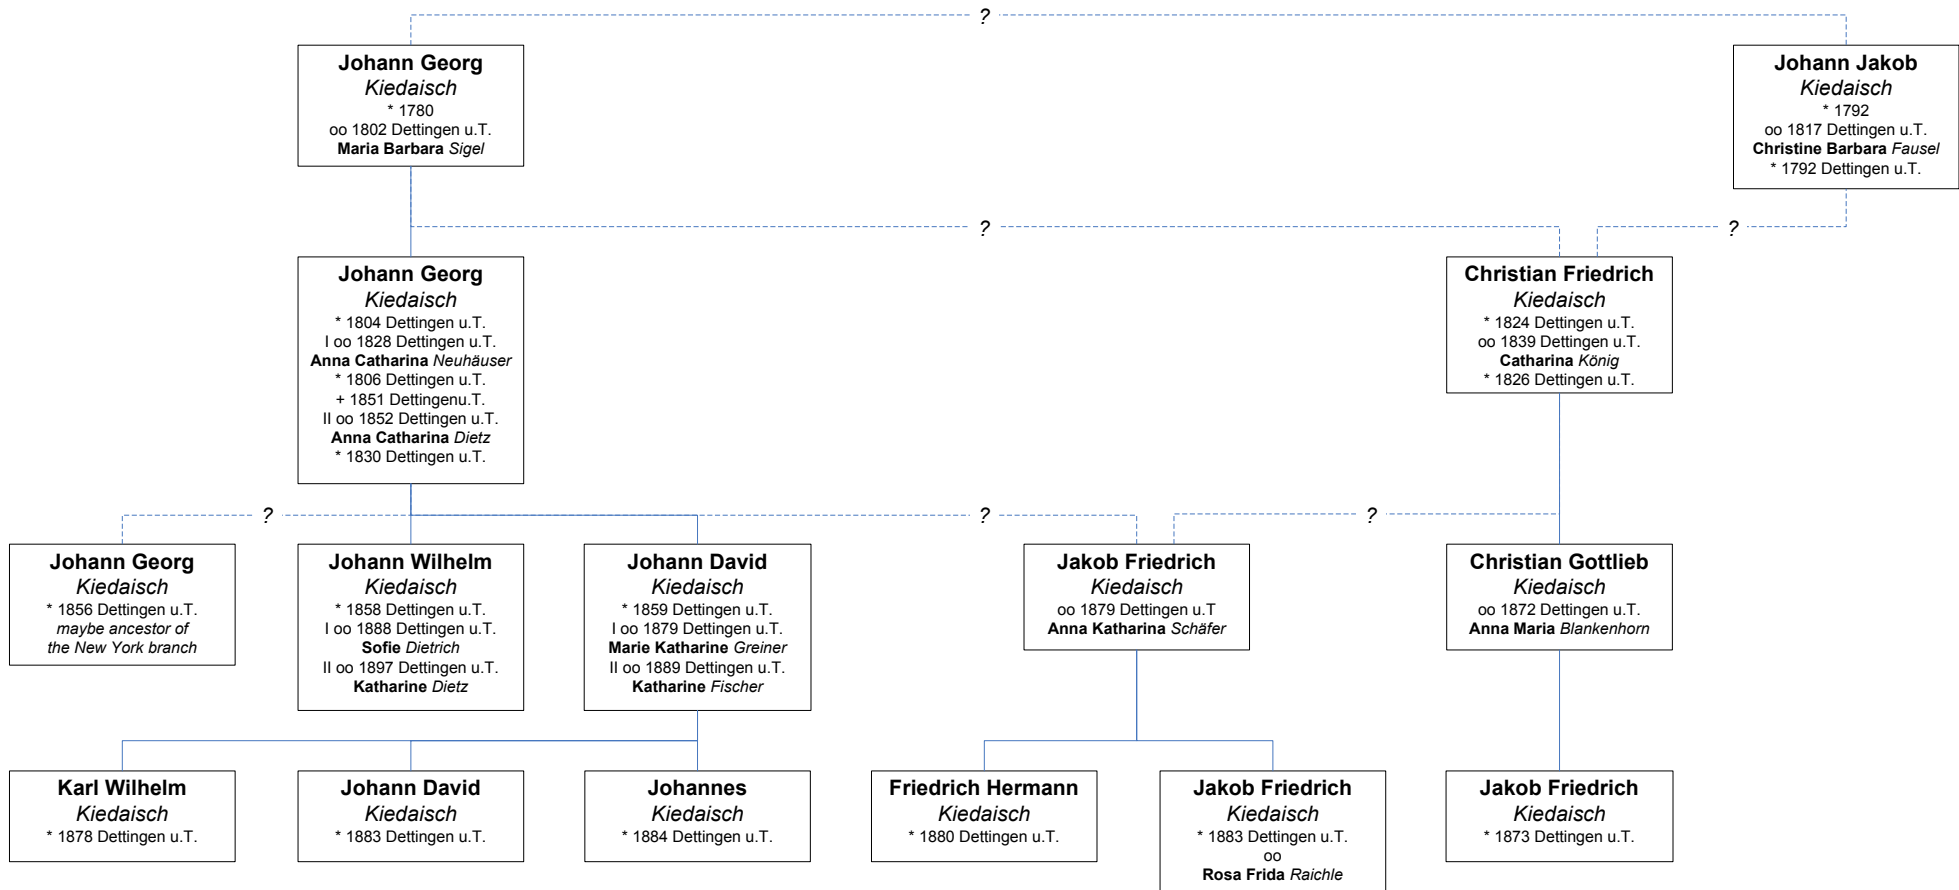 ?
Johann Georg
Kiedaisch
* 1780
oo 1802 Dettingen u.T.
Maria Barbara Sigel
Johann Jakob
Kiedaisch
* 1792
oo 1817 Dettingen u.T.
Christine Barbara Fausel
* 1792 Dettingen u.T.
?
?
Johann Georg
Kiedaisch
* 1804 Dettingen u.T.
I oo 1828 Dettingen u.T.
Anna Catharina Neuhäuser
* 1806 Dettingen u.T.
+ 1851 Dettingenu.T.
II oo 1852 Dettingen u.T.
Anna Catharina Dietz
* 1830 Dettingen u.T.
Christian Friedrich
Kiedaisch
* 1824 Dettingen u.T.
oo 1839 Dettingen u.T.
Catharina König
* 1826 Dettingen u.T.
?
?
?
Johann Georg
Kiedaisch
* 1856 Dettingen u.T.
maybe ancestor of
the New York branch
Johann Wilhelm
Kiedaisch
* 1858 Dettingen u.T.
I oo 1888 Dettingen u.T.
Sofie Dietrich
II oo 1897 Dettingen u.T.
Katharine Dietz
Johann David
Kiedaisch
* 1859 Dettingen u.T.
I oo 1879 Dettingen u.T.
Marie Katharine Greiner
II oo 1889 Dettingen u.T.
Katharine Fischer
Jakob Friedrich
Kiedaisch
oo 1879 Dettingen u.T
Anna Katharina Schäfer
Christian Gottlieb
Kiedaisch
oo 1872 Dettingen u.T.
Anna Maria Blankenhorn
Karl Wilhelm
Kiedaisch
* 1878 Dettingen u.T.
Johann David
Kiedaisch
* 1883 Dettingen u.T.
Johannes
Kiedaisch
* 1884 Dettingen u.T.
Friedrich Hermann
Kiedaisch
* 1880 Dettingen u.T.
Jakob Friedrich
Kiedaisch
* 1883 Dettingen u.T.
oo
Rosa Frida Raichle
Jakob Friedrich
Kiedaisch
* 1873 Dettingen u.T.